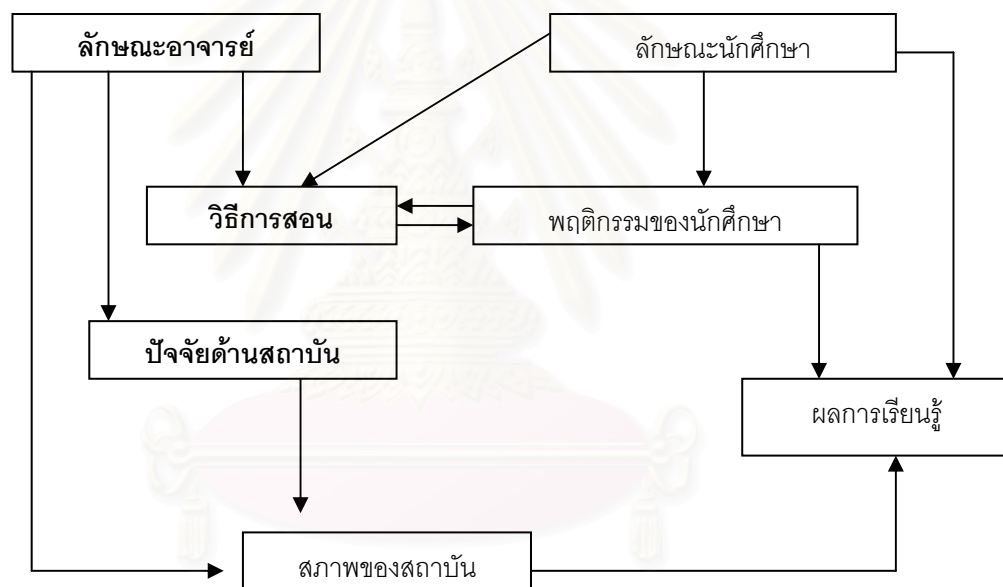 ลักษณะอาจารย์
ลักษณะนักศึกษา
วิธีการสอน
พฤติกรรมของนักศึกษา
ปัจจัยด้านสถาบัน
ผลการเรียนรู้
สภาพของสถาบัน